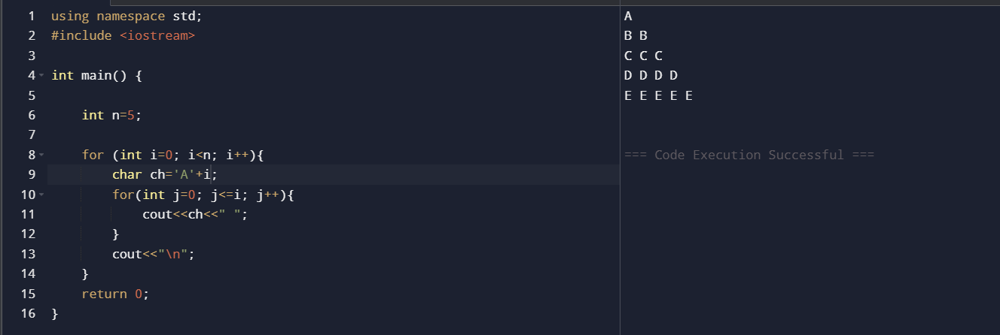 1 using namespace std;
2 #include <iostream>
3
4 int main() {
5
6     int n=5;
7
8     for (int i=0; i<n; i++){
9         char ch='A'+i;
10         for(int j=0; j<=i; j++){
11             cout<<ch<<" ";
12         }
13         cout<<"\n";
14     }
15     return 0;
16 }
A
B B
C C C
D D D D
E E E E E
=== Code Execution Successful ===